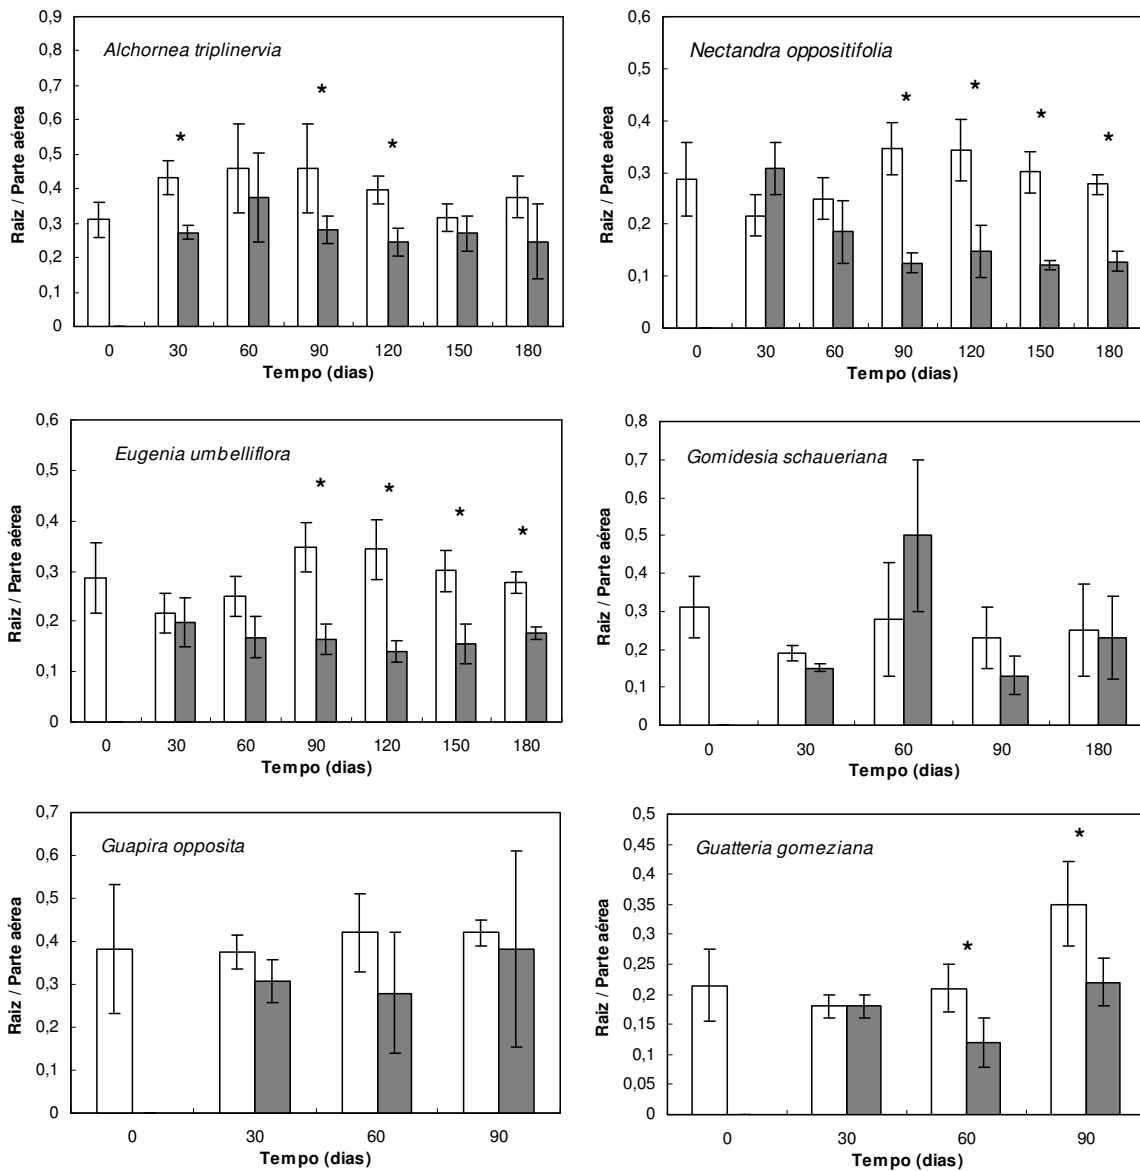 Alchornea triplinervia
Raiz / Parte aérea
0,9
0,8
0,7
0,6
0,5
0,4
0,3
0,2
0,1
0
* * *
0 30 60 90 120 150 180
Tempo (dias)
Nectandra oppositifolia
Raiz / Parte aérea
0,6
0,5
0,4
0,3
0,2
0,1
0
* * * *
0 30 60 90 120 150 180
Tempo (dias)
Eugenia umbelliflora
Raiz / Parte aérea
0,6
0,5
0,4
0,3
0,2
0,1
0
* * * *
0 30 60 90 120 150 180
Tempo (dias)
Gomidesia schaueriana
Raiz / Parte aérea
0,8
0,7
0,6
0,5
0,4
0,3
0,2
0,1
0
0 30 60 90 180
Tempo (dias)
Guapira opposita
Raiz / Parte aérea
0,7
0,6
0,5
0,4
0,3
0,2
0,1
0
0 30 60 90
Tempo (dias)
Guatteria gomeziana
Raiz / Parte aérea
0,5
0,45
0,4
0,35
0,3
0,25
0,2
0,15
0,1
0,05
0
* *
0 30 60 90
Tempo (dias)